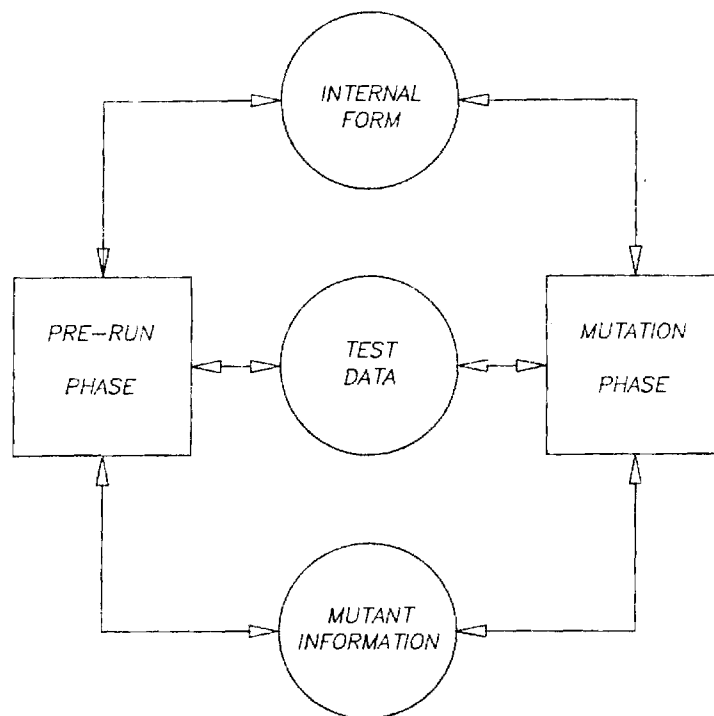 INTERNAL
FORM
PRE-RUN
PHASE
TEST
DATA
MUTATION
PHASE
MUTANT
INFORMATION